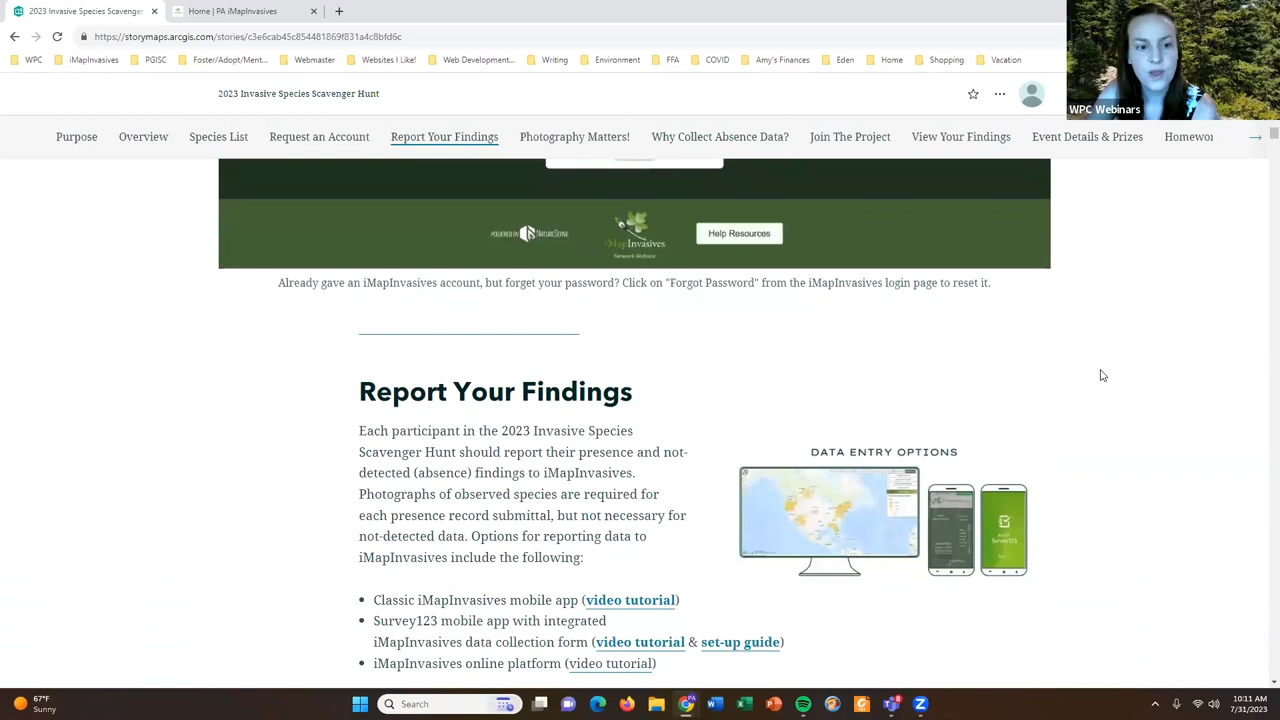 2023 Invasive Species Scavenger
Home | PA iMapInvasives
https://storymaps.arcgis.com/stories/c3e6cab45c854481869f831a4c8bfd6c
WPC
iMapInvasives
PGISC
Foster/Adopt/Ment...
Webmaster
Websites I Like!
Web Development...
Writing
Environment
FFA
COVID
Amy's Finances
Eden
Home
Shopping
Vacation
WPC Webinars
2023 Invasive Species Scavenger Hunt
Purpose
Overview
Species List
Request an Account
Report Your Findings
Photography Matters!
Why Collect Absence Data?
Join The Project
View Your Findings
Event Details & Prizes
Homewor
POWERED BY NatureServe
iMapInvasives
Help Resources
Already gave an iMapInvasives account, but forget your password? Click on "Forgot Password" from the iMapInvasives login page to reset it.
Report Your Findings
Each participant in the 2023 Invasive Species
Scavenger Hunt should report their presence and not-
detected (absence) findings to iMapInvasives.
Photographs of observed species are required for
each presence record submittal, but not necessary for
not-detected data. Options for reporting data to
iMapInvasives include the following:
DATA ENTRY OPTIONS
Survey123
• Classic iMapInvasives mobile app (video tutorial)
• Survey123 mobile app with integrated
iMapInvasives data collection form (video tutorial & set-up guide)
• iMapInvasives online platform (video tutorial)
67°F
Sunny
Search
8
10:11 AM
7/31/2023